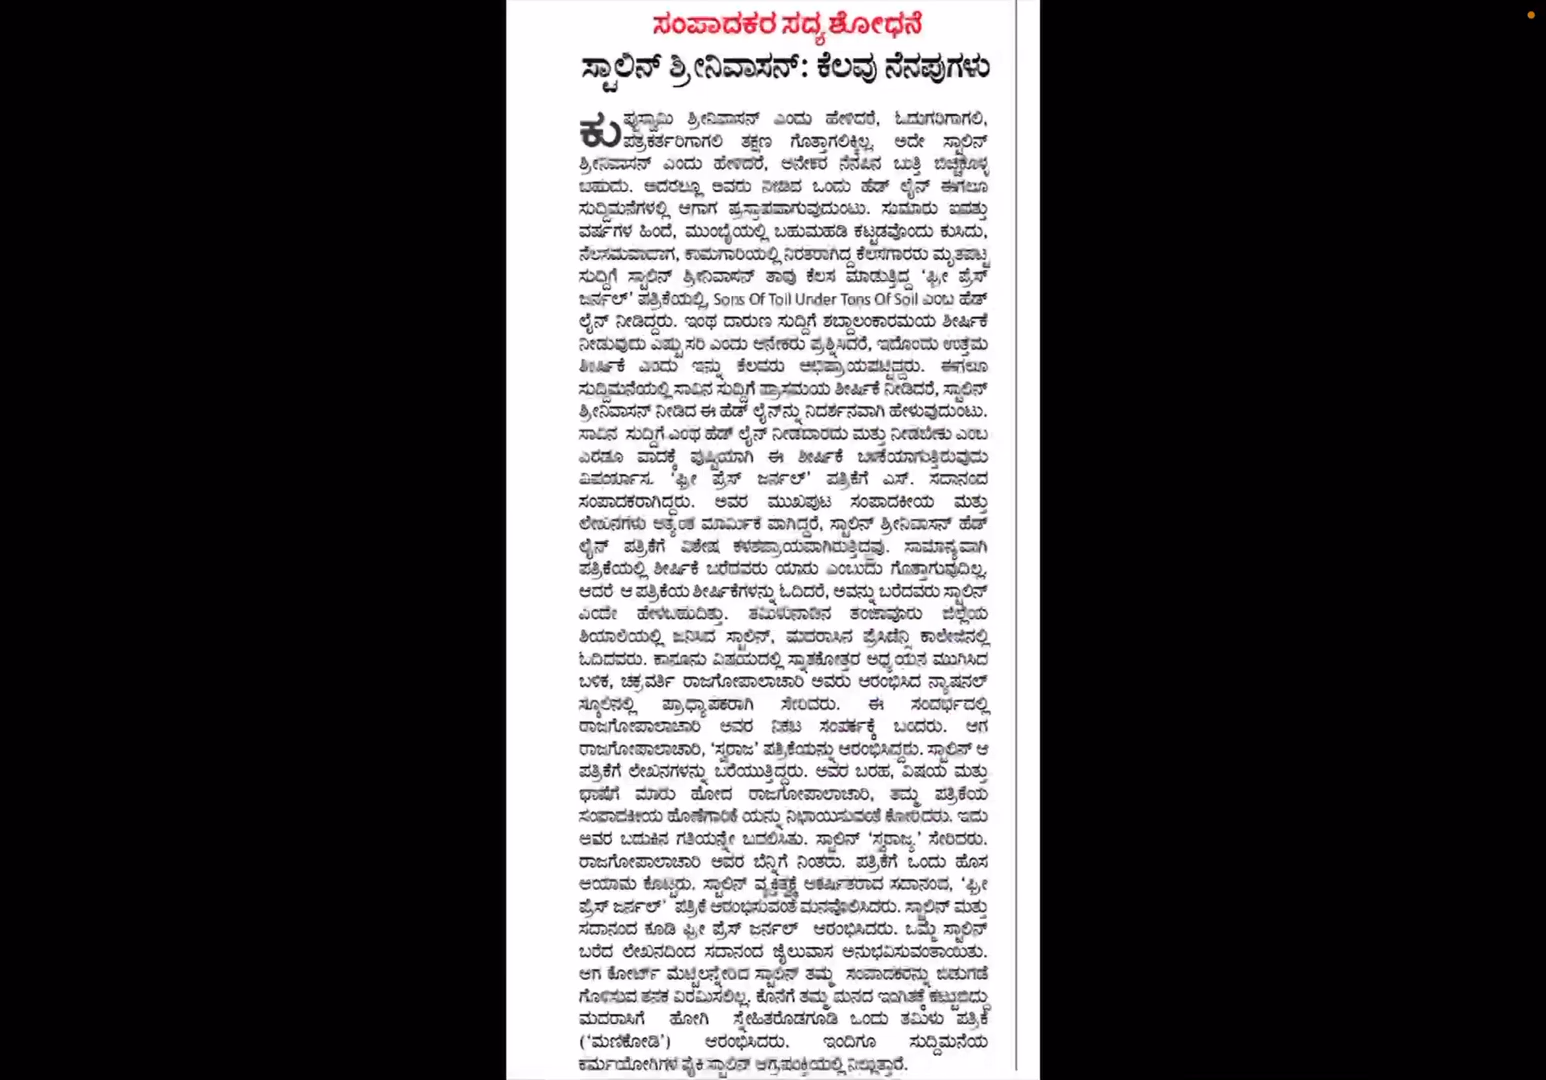 ಸಂಪಾದಕರ ಸದ್ಯಶೋಧನೆ
ಸ್ಟಾಲಿನ್ ಶ್ರೀನಿವಾಸನ್: ಕೆಲವು ನೆನಪುಗಳು
ಕುಪ್ಪುಸ್ವಾಮಿ ಶ್ರೀನಿವಾಸನ್ ಎಂದು ಹೇಳಿದರೆ, ಓದುಗರಿಗಾಗಲಿ,
ಪತ್ರಕರ್ತರಿಗಾಗಲಿ ತಕ್ಷಣ ಗೊತ್ತಾಗಲಿಕ್ಕಿಲ್ಲ. ಅದೇ ಸ್ಟಾಲಿನ್
ಶ್ರೀನಿವಾಸನ್ ಎಂದು ಹೇಳಿದರೆ, ಅನೇಕರ ನೆನಪಿನ ಬುತ್ತಿ ಬಿಚ್ಚಿಕೊಳ್ಳ
ಬಹುದು. ಅದರಲ್ಲೂ ಅವರು ನೀಡಿದ ಒಂದು ಹೆಡ್ ಲೈನ್ ಈಗಲೂ
ಸುದ್ದಿಮನೆಗಳಲ್ಲಿ ಆಗಾಗ ಪ್ರಸ್ತಾಪವಾಗುವುದುಂಟು. ಸುಮಾರು ಐವತ್ತು
ವರ್ಷಗಳ ಹಿಂದೆ, ಮುಂಬೈಯಲ್ಲಿ ಬಹುಮಹಡಿ ಕಟ್ಟಡವೊಂದು ಕುಸಿದು,
ನೆಲಸಮವಾದಾಗ, ಕಾಮಗಾರಿಯಲ್ಲಿ ನಿರತರಾಗಿದ್ದ ಕೆಲಸಗಾರರು ಮೃತಪಟ್ಟ
ಸುದ್ದಿಗೆ ಸ್ಟಾಲಿನ್ ಶ್ರೀನಿವಾಸನ್ ತಾವು ಕೆಲಸ ಮಾಡುತ್ತಿದ್ದ ‘ಫ್ರೀ ಪ್ರೆಸ್
ಜರ್ನಲ್’ ಪತ್ರಿಕೆಯಲ್ಲಿ, Sons Of Toil Under Tons Of Soil ಎಂಬ ಹೆಡ್
ಲೈನ್ ನೀಡಿದ್ದರು. ಇಂಥ ದಾರುಣ ಸುದ್ದಿಗೆ ಶಬ್ದಾಲಂಕಾರಮಯ ಶೀರ್ಷಿಕೆ
ನೀಡುವುದು ಎಷ್ಟು ಸರಿ ಎಂದು ಅನೇಕರು ಪ್ರಶ್ನಿಸಿದರೆ, ಇದೊಂದು ಉತ್ತಮ
ಶೀರ್ಷಿಕೆ ಎಂದು ಇನ್ನು ಕೆಲವರು ಅಭಿಪ್ರಾಯಪಟ್ಟಿದ್ದರು. ಈಗಲೂ
ಸುದ್ದಿಮನೆಯಲ್ಲಿ ಸಾವಿನ ಸುದ್ದಿಗೆ ಪ್ರಾಸಮಯ ಶೀರ್ಷಿಕೆ ನೀಡಿದರೆ, ಸ್ಟಾಲಿನ್
ಶ್ರೀನಿವಾಸನ್ ನೀಡಿದ ಈ ಹೆಡ್ ಲೈನ್‌ನ್ನು ನಿದರ್ಶನವಾಗಿ ಹೇಳುವುದುಂಟು.
ಸಾವಿನ ಸುದ್ದಿಗೆ ಎಂಥ ಹೆಡ್ ಲೈನ್ ನೀಡಬಾರದು ಮತ್ತು ನೀಡಬೇಕು ಎಂಬ
ಎರಡೂ ವಾದಕ್ಕೆ ಪುಷ್ಟಿಯಾಗಿ ಈ ಶೀರ್ಷಿಕೆ ಬಳಕೆಯಾಗುತ್ತಿರುವುದು
ವಿಪರ್ಯಾಸ. ‘ಫ್ರೀ ಪ್ರೆಸ್ ಜರ್ನಲ್’ ಪತ್ರಿಕೆಗೆ ಎಸ್. ಸದಾನಂದ
ಸಂಪಾದಕರಾಗಿದ್ದರು. ಅವರ ಮುಖಪುಟ ಸಂಪಾದಕೀಯ ಮತ್ತು
ಲೇಖನಗಳು ಅತ್ಯಂತ ಮಾರ್ಮಿಕ ವಾಗಿದ್ದರೆ, ಸ್ಟಾಲಿನ್ ಶ್ರೀನಿವಾಸನ್ ಹೆಡ್
ಲೈನ್ ಪತ್ರಿಕೆಗೆ ವಿಶೇಷ ಕಳಶಪ್ರಾಯವಾಗಿರುತ್ತಿದ್ದವು. ಸಾಮಾನ್ಯವಾಗಿ
ಪತ್ರಿಕೆಯಲ್ಲಿ ಶೀರ್ಷಿಕೆ ಬರೆದವರು ಯಾರು ಎಂಬುದು ಗೊತ್ತಾಗುವುದಿಲ್ಲ.
ಆದರೆ ಆ ಪತ್ರಿಕೆಯ ಶೀರ್ಷಿಕೆಗಳನ್ನು ಓದಿದರೆ, ಅವನ್ನು ಬರೆದವರು ಸ್ಟಾಲಿನ್
ಎಂದೇ ಹೇಳಬಹುದಿತ್ತು. ತಮಿಳುನಾಡಿನ ತಂಜಾವೂರು ಜಿಲ್ಲೆಯ
ಶಿಯಾಲಿಯಲ್ಲಿ ಜನಿಸಿದ ಸ್ಟಾಲಿನ್, ಮದರಾಸಿನ ಪ್ರೆಸಿಡೆನ್ಸಿ ಕಾಲೇಜಿನಲ್ಲಿ
ಓದಿದವರು. ಕಾನೂನು ವಿಷಯದಲ್ಲಿ ಸ್ನಾತಕೋತ್ತರ ಅಧ್ಯಯನ ಮುಗಿಸಿದ
ಬಳಿಕ, ಚಕ್ರವರ್ತಿ ರಾಜಗೋಪಾಲಾಚಾರಿ ಅವರು ಆರಂಭಿಸಿದ ನ್ಯಾಷನಲ್
ಸ್ಕೂಲಿನಲ್ಲಿ ಪ್ರಾಧ್ಯಾಪಕರಾಗಿ ಸೇರಿದರು. ಈ ಸಂದರ್ಭದಲ್ಲಿ
ರಾಜಗೋಪಾಲಾಚಾರಿ ಅವರ ನಿಕಟ ಸಂಪರ್ಕಕ್ಕೆ ಬಂದರು. ಆಗ
ರಾಜಗೋಪಾಲಾಚಾರಿ, ‘ಸ್ವರಾಜ’ ಪತ್ರಿಕೆಯನ್ನು ಆರಂಭಿಸಿದ್ದರು. ಸ್ಟಾಲಿನ್ ಆ
ಪತ್ರಿಕೆಗೆ ಲೇಖನಗಳನ್ನು ಬರೆಯುತ್ತಿದ್ದರು. ಅವರ ಬರಹ, ವಿಷಯ ಮತ್ತು
ಭಾಷೆಗೆ ಮಾರು ಹೋದ ರಾಜಗೋಪಾಲಾಚಾರಿ, ತಮ್ಮ ಪತ್ರಿಕೆಯ
ಸಂಪಾದಕೀಯ ಹೊಣೆಗಾರಿಕೆ ಯನ್ನು ನಿಭಾಯಿಸುವಂತೆ ಕೋರಿದರು. ಇದು
ಅವರ ಬದುಕಿನ ಗತಿಯನ್ನೇ ಬದಲಿಸಿತು. ಸ್ಟಾಲಿನ್ ‘ಸ್ವರಾಜ್ಯ’ ಸೇರಿದರು.
ರಾಜಗೋಪಾಲಾಚಾರಿ ಅವರ ಬೆನ್ನಿಗೆ ನಿಂತರು. ಪತ್ರಿಕೆಗೆ ಒಂದು ಹೊಸ
ಆಯಾಮ ಕೊಟ್ಟರು. ಸ್ಟಾಲಿನ್ ವ್ಯಕ್ತಿತ್ವಕ್ಕೆ ಆಕರ್ಷಿತರಾದ ಸದಾನಂದ, ‘ಫ್ರೀ
ಪ್ರೆಸ್ ಜರ್ನಲ್’ ಪತ್ರಿಕೆ ಆರಂಭಿಸುವಂತೆ ಮನವೊಲಿಸಿದರು. ಸ್ಟಾಲಿನ್ ಮತ್ತು
ಸದಾನಂದ ಕೂಡಿ ಫ್ರೀ ಪ್ರೆಸ್ ಜರ್ನಲ್ ಆರಂಭಿಸಿದರು. ಒಮ್ಮೆ ಸ್ಟಾಲಿನ್
ಬರೆದ ಲೇಖನದಿಂದ ಸದಾನಂದ ಜೈಲುವಾಸ ಅನುಭವಿಸುವಂತಾಯಿತು.
ಆಗ ಕೋರ್ಟ್ ಮೆಟ್ಟಿಲನ್ನೇರಿದ ಸ್ಟಾಲಿನ್ ತಮ್ಮ ಸಂಪಾದಕರನ್ನು ಬಿಡುಗಡೆ
ಗೊಳಿಸುವ ತನಕ ವಿರಮಿಸಲಿಲ್ಲ. ಕೊನೆಗೆ ತಮ್ಮ ಮನದ ಇಂಗಿತಕ್ಕೆ ಕಟ್ಟುಬಿದ್ದು
ಮದರಾಸಿಗೆ ಹೋಗಿ ಸ್ನೇಹಿತರೊಡಗೂಡಿ ಒಂದು ತಮಿಳು ಪತ್ರಿಕೆ
(‘ಮಣಿಕೋಡಿ’) ಆರಂಭಿಸಿದರು. ಇಂದಿಗೂ ಸುದ್ದಿಮನೆಯ
ಕರ್ಮಯೋಗಿಗಳ ಪೈಕಿ ಸ್ಟಾಲಿನ್ ಅಗ್ರಪಂಕ್ತಿಯಲ್ಲಿ ನಿಲ್ಲುತ್ತಾರೆ.